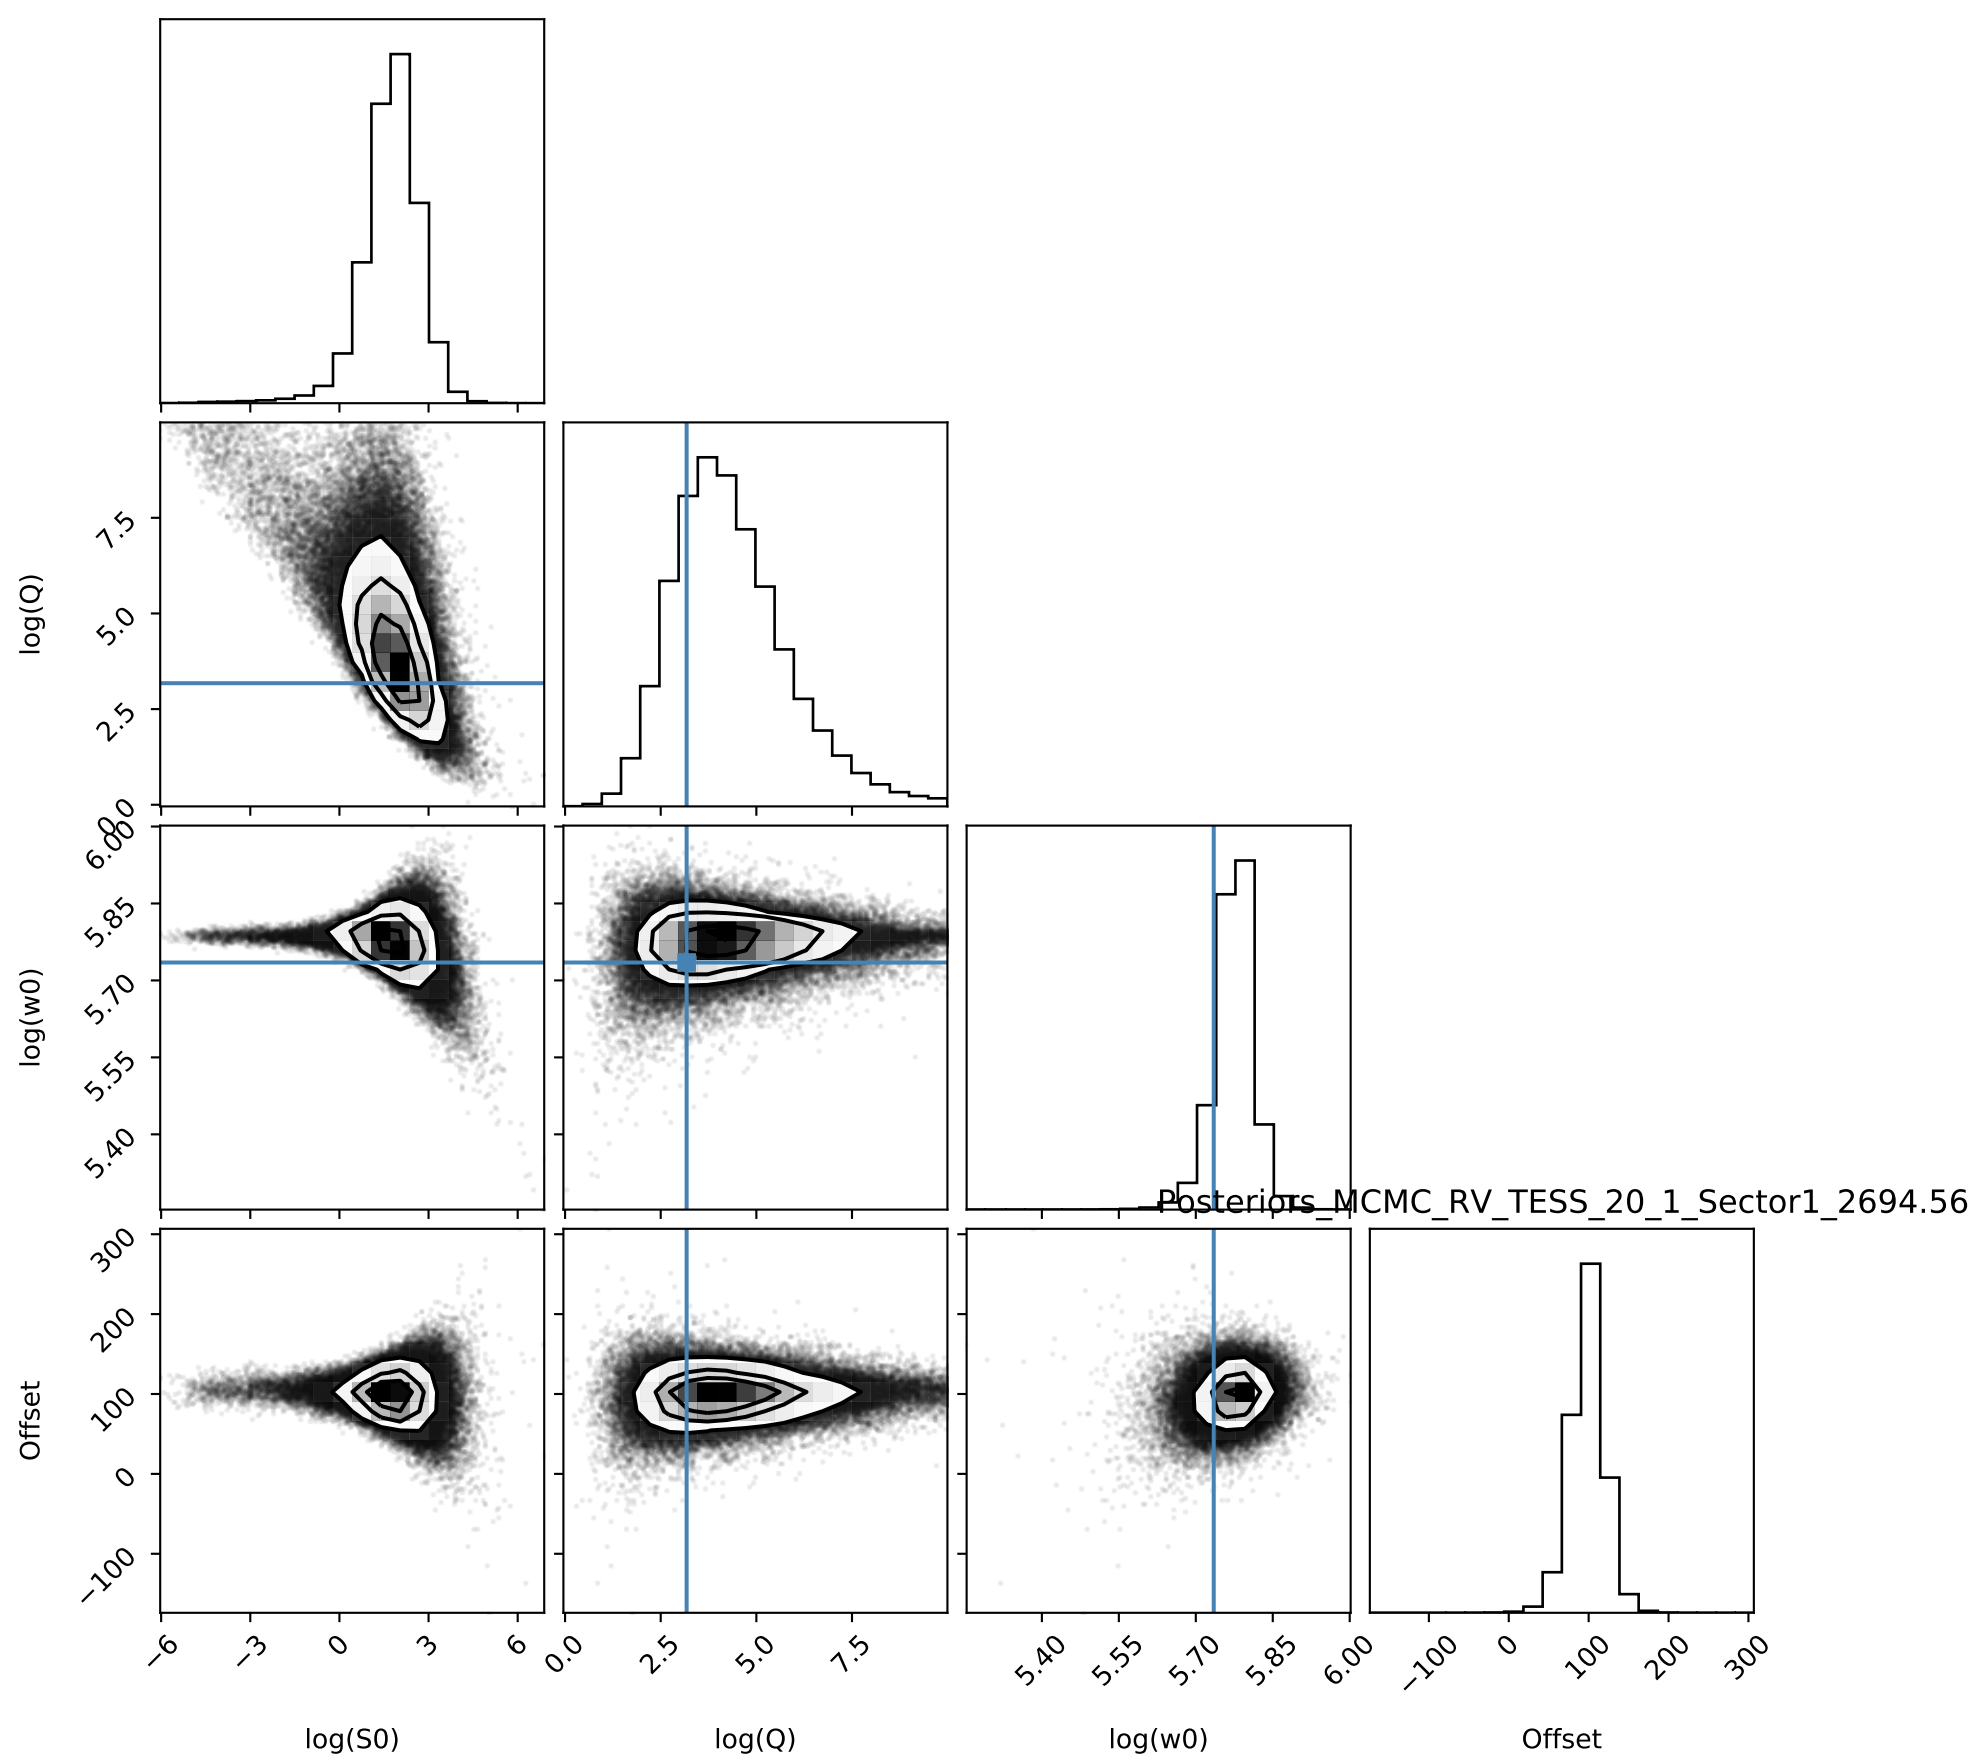 log(Q)
7.5
5.0
2.5
0.0
log(w0)
6.00
5.85
5.70
5.55
5.40
Posteriors_MCMC_RV_TESS_20_1_Sector1_2694.56
Offset
300
200
100
0
−100
−6 −3 0 3 6 0.0 2.5 5.0 7.5 5.40 5.55 5.70 5.85 6.00 −100 0 100 200 300
log(S0) log(Q) log(w0) Offset